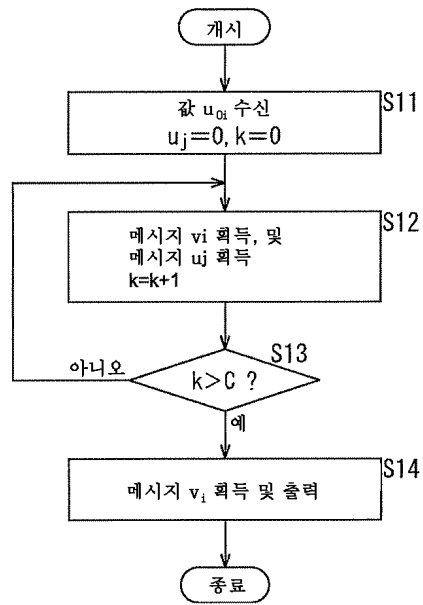 개시
S11
값 u₀ᵢ 수신
uj=0, k=0
S12
메시지 vi 획득, 및
메시지 uj 획득
k=k+1
S13
아니오
k>C ?
예
S14
메시지 vᵢ 획득 및 출력
종료